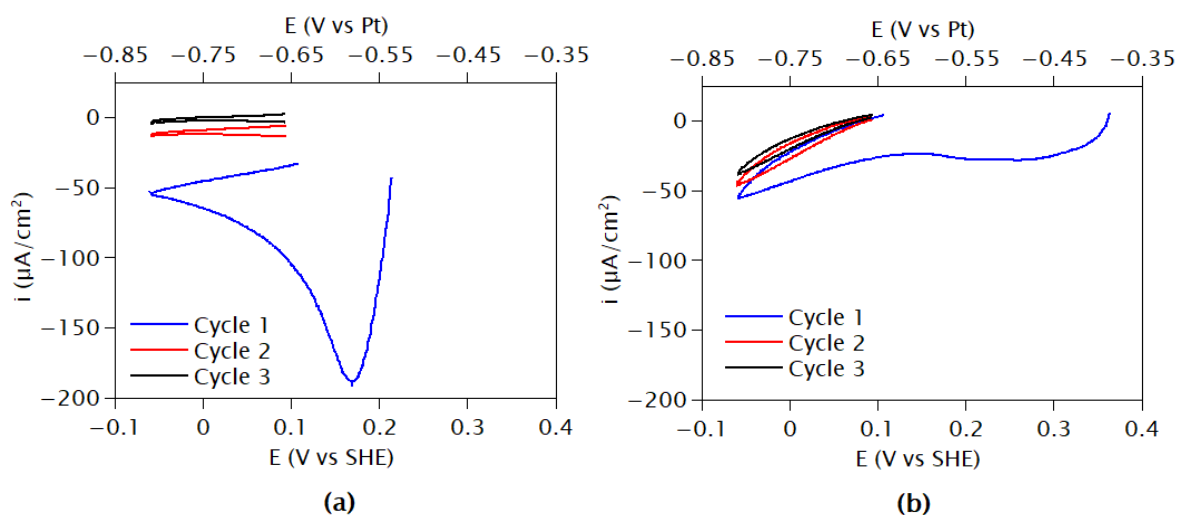 E (V vs Pt)
−0.85 −0.75 −0.65 −0.55 −0.45 −0.35
0
−50
−100
−150
−200
i (µA/cm²)
Cycle 1
Cycle 2
Cycle 3
−0.1 0 0.1 0.2 0.3 0.4
E (V vs SHE)
(a)
E (V vs Pt)
−0.85 −0.75 −0.65 −0.55 −0.45 −0.35
0
−50
−100
−150
−200
i (µA/cm²)
Cycle 1
Cycle 2
Cycle 3
−0.1 0 0.1 0.2 0.3 0.4
E (V vs SHE)
(b)